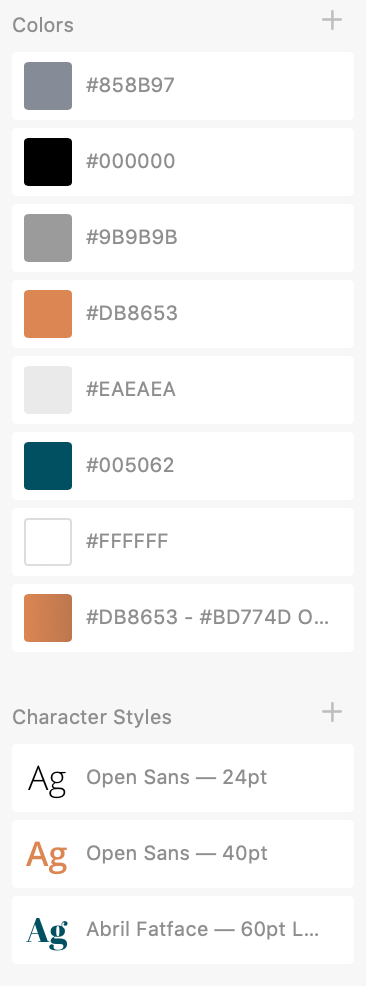 Colors
#858B97
#000000
#9B9B9B
#DB8653
#EAEAEA
#005062
#FFFFFF
#DB8653 - #BD774D O...
Character Styles
Ag Open Sans — 24pt
Ag Open Sans — 40pt
Ag Abril Fatface — 60pt L...